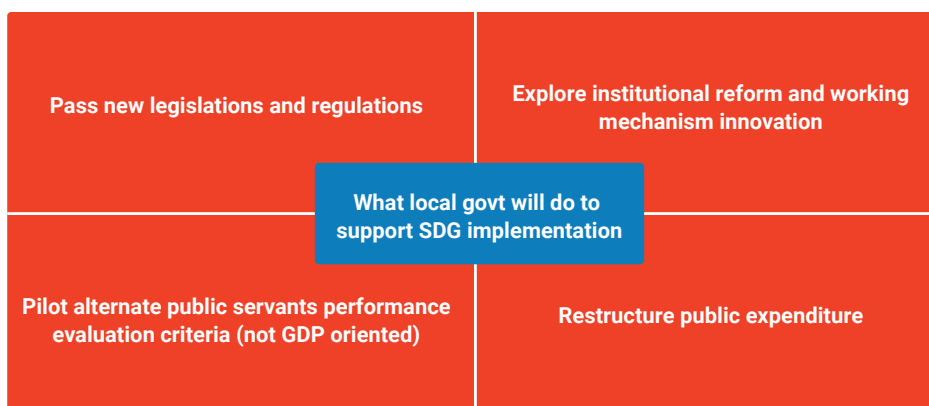 Pass new legislations and regulations
Explore institutional reform and working
mechanism innovation
What local govt will do to
support SDG implementation
Pilot alternate public servants performance
evaluation criteria (not GDP oriented)
Restructure public expenditure